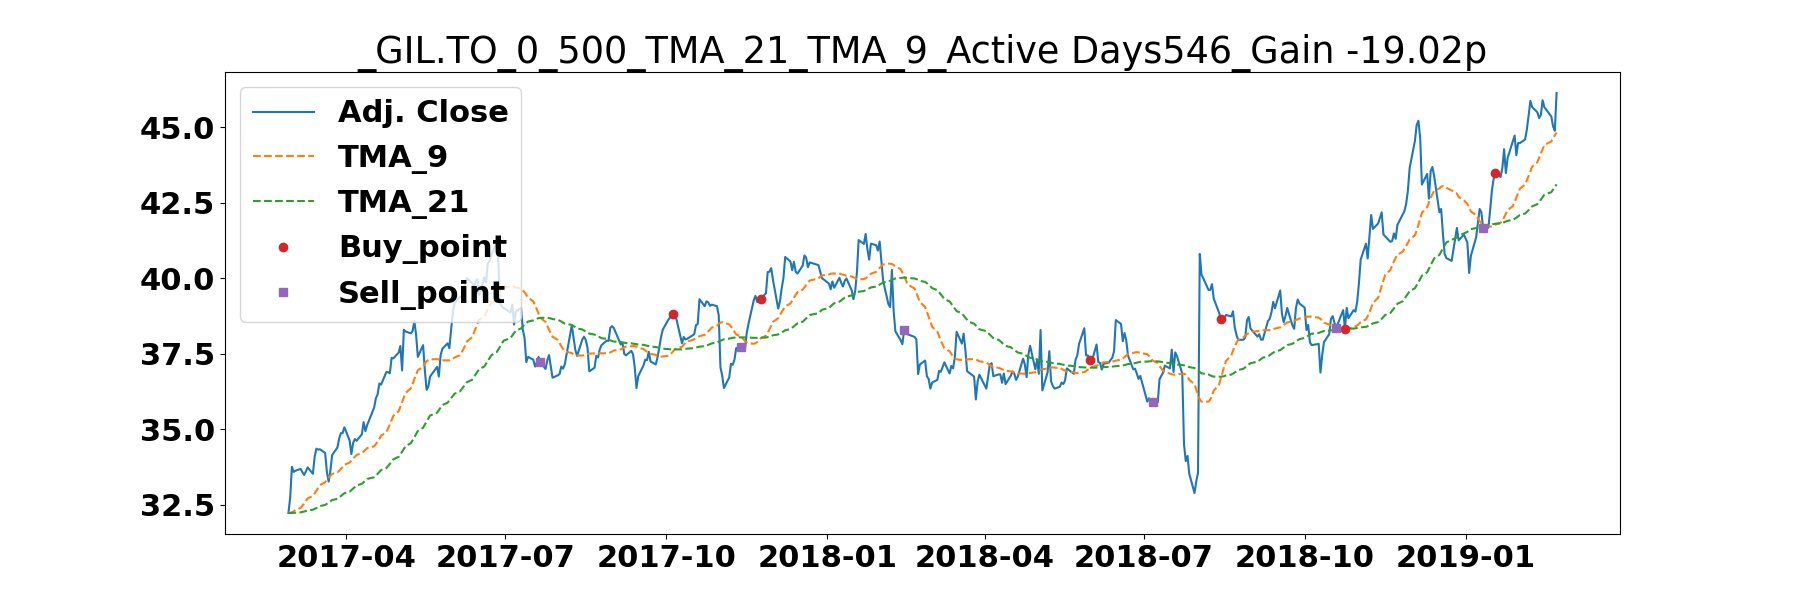 _GIL.TO_0_500_TMA_21_TMA_9_Active Days546_Gain -19.02p
Adj. Close
TMA_9
TMA_21
Buy_point
Sell_point
45.0
42.5
40.0
37.5
35.0
32.5
2017-04 2017-07 2017-10 2018-01 2018-04 2018-07 2018-10 2019-01